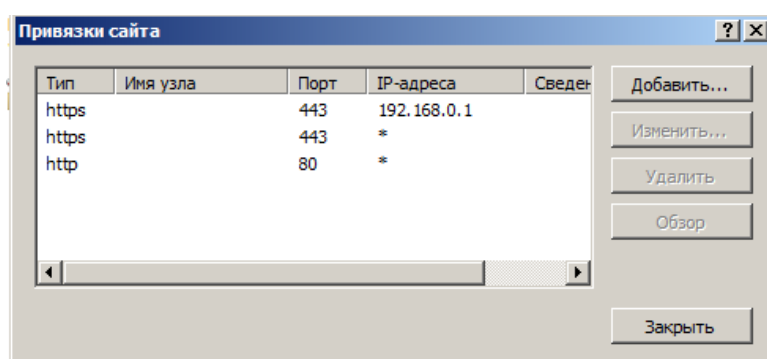 Привязки сайта
Тип Имя узла Порт IP-адреса Сведен
https 443 192.168.0.1
https 443 *
http 80 *
Добавить...
Изменить...
Удалить
Обзор
Закрыть